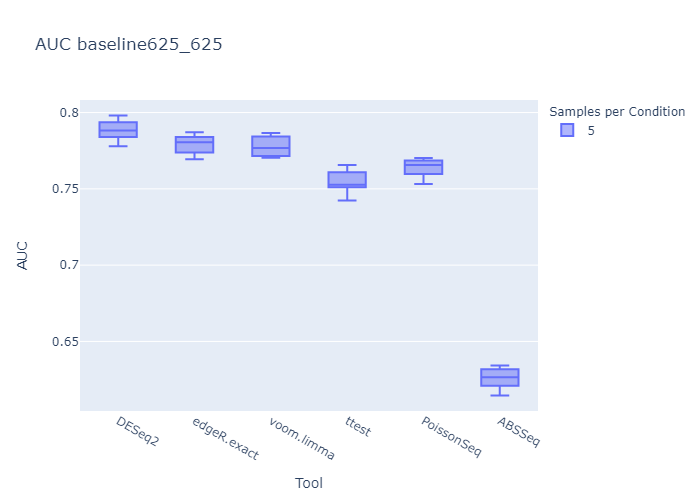 AUC baseline625_625
Samples per Condition
5
0.8
0.75
0.7
0.65
AUC
DESeq2
edgeR.exact
voom.limma
ttest
PoissonSeq
ABSSeq
Tool